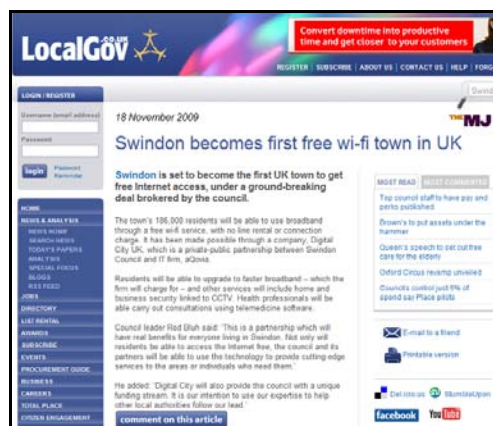 LocalGov.co.uk
Convert downtime into productive
time and get closer to your customers
REGISTER | SUBSCRIBE | ABOUT US | CONTACT US | HELP | FORG
LOGIN / REGISTER
Username (email address)
Password
login
Password
Reminder
HOME
NEWS & ANALYSIS
NEWS HOME
SEARCH NEWS
TODAY'S PAPERS
ANALYSIS
SPECIAL FOCUS
BLOGS
RSS FEED
JOBS
DIRECTORY
LIST RENTAL
AWARDS
SUBSCRIBE
EVENTS
PROCUREMENT GUIDE
BUSINESS
CAREERS
TOTAL PLACE
CITIZEN ENGAGEMENT
Swind
18 November 2009
THE MJ
Swindon becomes first free wi-fi town in UK
Swindon is set to become the first UK town to get
free Internet access, under a ground-breaking
deal brokered by the council.
The town's 186,000 residents will be able to use broadband
through a free wi-fi service, with no line rental or connection
charge. It has been made possible through a company, Digital
City UK, which is a private-public partnership between Swindon
Council and IT firm, aQovia.
Residents will be able to upgrade to faster broadband – which the
firm will charge for – and other services will include home and
business security linked to CCTV. Health professionals will be
able carry out consultations using telemedicine software.
Council leader Rod Bluh said: 'This is a partnership which will
have real benefits for everyone living in Swindon. Not only will
residents be able to access the Internet free, the council and its
partners will be able to use the technology to provide cutting edge
services to the areas or individuals who need them.'
He added: 'Digital City will also provide the council with a unique
funding stream. It is our intention to use our expertise to help
other local authorities follow our lead.'
comment on this article
MOST READ
MOST COMMENTED
Top council staff to have pay and
perks published
Brown's to put assets under the
hammer
Queen's speech to set out free
care for the elderly
Oxford Circus revamp unveiled
Councils control just 5% of
spend say Place pilots
E-mail to a friend
Printable version
Del.icio.us
StumbleUpon
facebook
YouTube